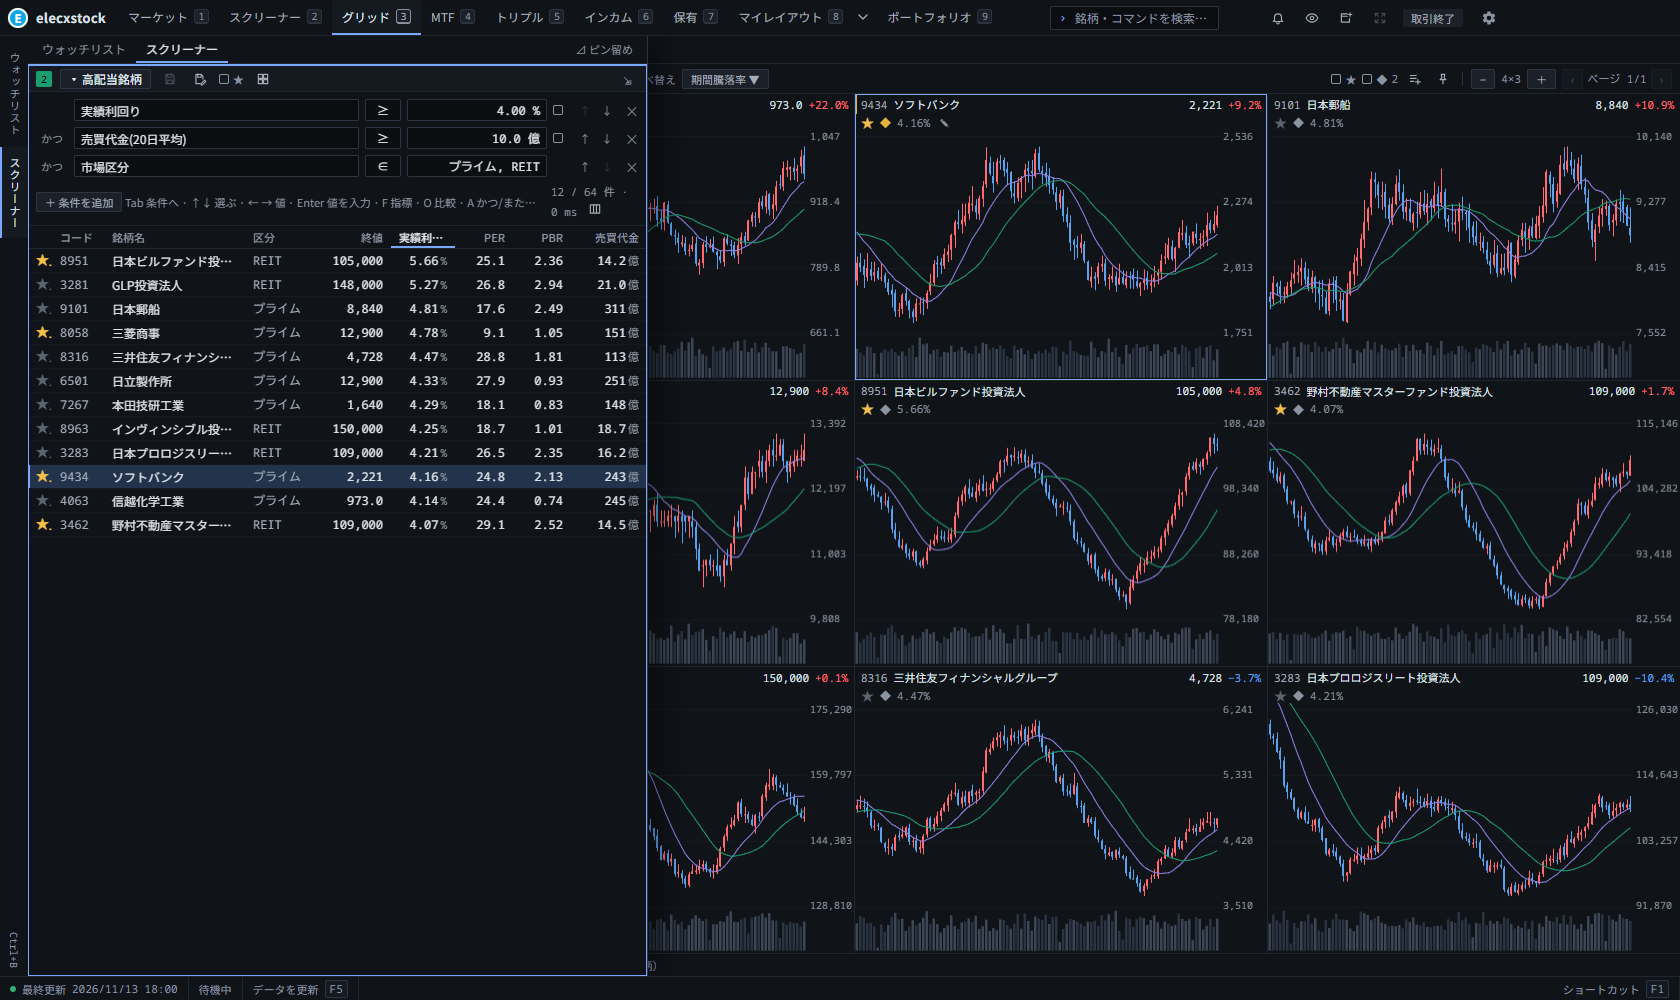 E elecxstock マーケット 1 スクリーナー 2 グリッド 3 MTF 4 トリプル 5 インカム 6 保有 7 マイレイアウト 8 ポートフォリオ 9 › 銘柄・コマンドを検索… 取引終了
ウォッチリスト スクリーナー ピン留め
ウォッチリスト
スクリーナー
Ctrl+B
2 高配当銘柄 ★
実績利回り ≥ 4.00 % ↑ ↓ ×
かつ 売買代金(20日平均) ≥ 10.0 億 ↑ ↓ ×
かつ 市場区分 ∈ プライム, REIT ↑ ↓ ×
+ 条件を追加 Tab 条件へ・↑↓選ぶ・←→値・Enter 値を入力・F 指標・O 比較・A かつ/また… 12 / 64 件 ·
0 ms
コード 銘柄名 区分 終値 実績利… PER PBR 売買代金
8951 日本ビルファンド投… REIT 105,000 5.66% 25.1 2.36 14.2億
3281 GLP投資法人 REIT 148,000 5.27% 26.8 2.94 21.0億
9101 日本郵船 プライム 8,840 4.81% 17.6 2.49 311億
8058 三菱商事 プライム 12,900 4.78% 9.1 1.05 151億
8316 三井住友フィナンシ… プライム 4,728 4.47% 28.8 1.81 113億
6501 日立製作所 プライム 12,900 4.33% 27.9 0.93 251億
7267 本田技研工業 プライム 1,640 4.29% 18.1 0.83 148億
8963 インヴィンシブル投… REIT 150,000 4.25% 18.7 1.01 18.7億
3283 日本プロロジスリー… REIT 109,000 4.21% 26.5 2.35 16.2億
9434 ソフトバンク プライム 2,221 4.16% 24.8 2.13 243億
4063 信越化学工業 プライム 973.0 4.14% 24.4 0.74 245億
3462 野村不動産マスター… REIT 109,000 4.07% 29.1 2.52 14.5億
べ替え 期間騰落率▼ ★ ◆ 2 − 4×3 + ‹ ページ 1/1 ›
973.0 +22.0%
1,047
918.4
789.8
661.1
9434 ソフトバンク 2,221 +9.2%
★ ◆ 4.16%
2,536
2,274
2,013
1,751
9101 日本郵船 8,840 +10.9%
★ ◆ 4.81%
10,140
9,277
8,415
7,552
12,900 +8.4%
13,392
12,197
11,003
9,808
8951 日本ビルファンド投資法人 105,000 +4.8%
★ ◆ 5.66%
108,420
98,340
88,260
78,180
3462 野村不動産マスターファンド投資法人 109,000 +1.7%
★ ◆ 4.07%
115,146
104,282
93,418
82,554
150,000 +0.1%
175,290
159,797
144,303
128,810
8316 三井住友フィナンシャルグループ 4,728 −3.7%
★ ◆ 4.47%
6,241
5,331
4,420
3,510
3283 日本プロロジスリート投資法人 109,000 −10.4%
★ ◆ 4.21%
126,030
114,643
103,257
91,870
最終更新 2026/11/13 18:00 待機中 データを更新 F5 ショートカット F1